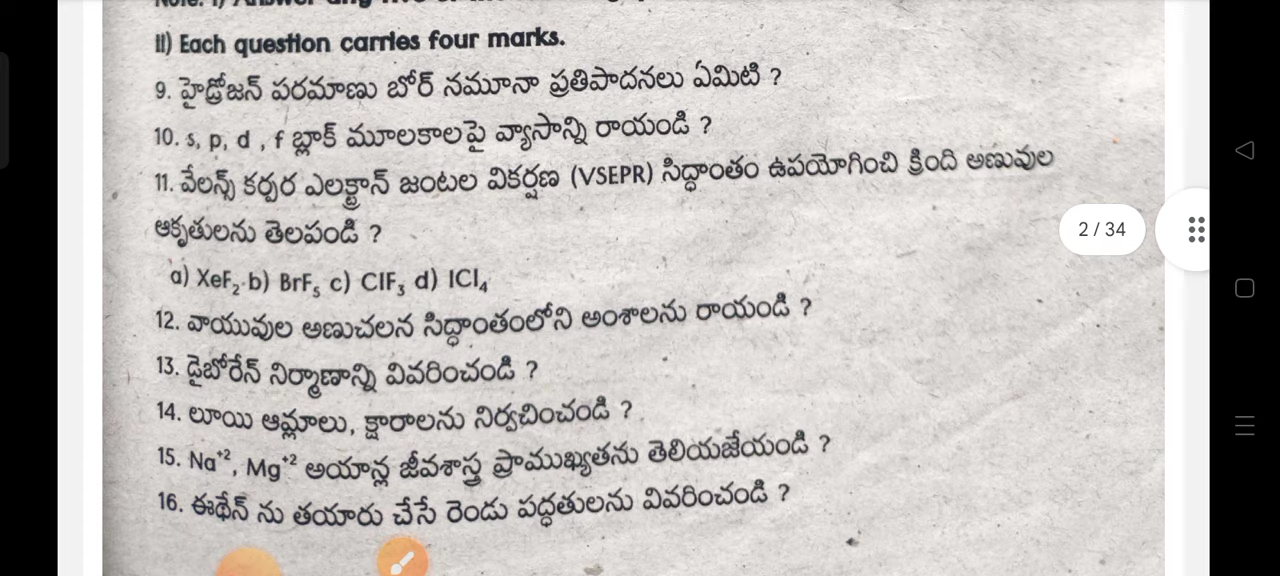 ii) Each question carries four marks.
9. హైడ్రోజన్ పరమాణు బోర్ నమూనా ప్రతిపాదనలు ఏమిటి ?
10. s, p, d , f బ్లాక్ మూలకాలపై వ్యాసాన్ని రాయండి ?
11. వేలన్స్ కర్పర ఎలక్ట్రాన్ జంటల వికర్షణ (VSEPR) సిద్ధాంతం ఉపయోగించి క్రింది అణువుల
ఆకృతులను తెలపండి ?
a) XeF₂ b) BrF₅ c) ClF₃ d) ICl₄
12. వాయువుల అణుచలన సిద్ధాంతంలోని అంశాలను రాయండి ?
13. డైబోరేన్ నిర్మాణాన్ని వివరించండి ?
14. లూయి ఆమ్లాలు, క్షారాలను నిర్వచించండి ?
15. Na⁺², Mg⁺² అయాన్ల జీవశాస్త్ర ప్రాముఖ్యతను తెలియజేయండి ?
16. ఈథేన్ ను తయారు చేసే రెండు పద్ధతులను వివరించండి ?
2 / 34